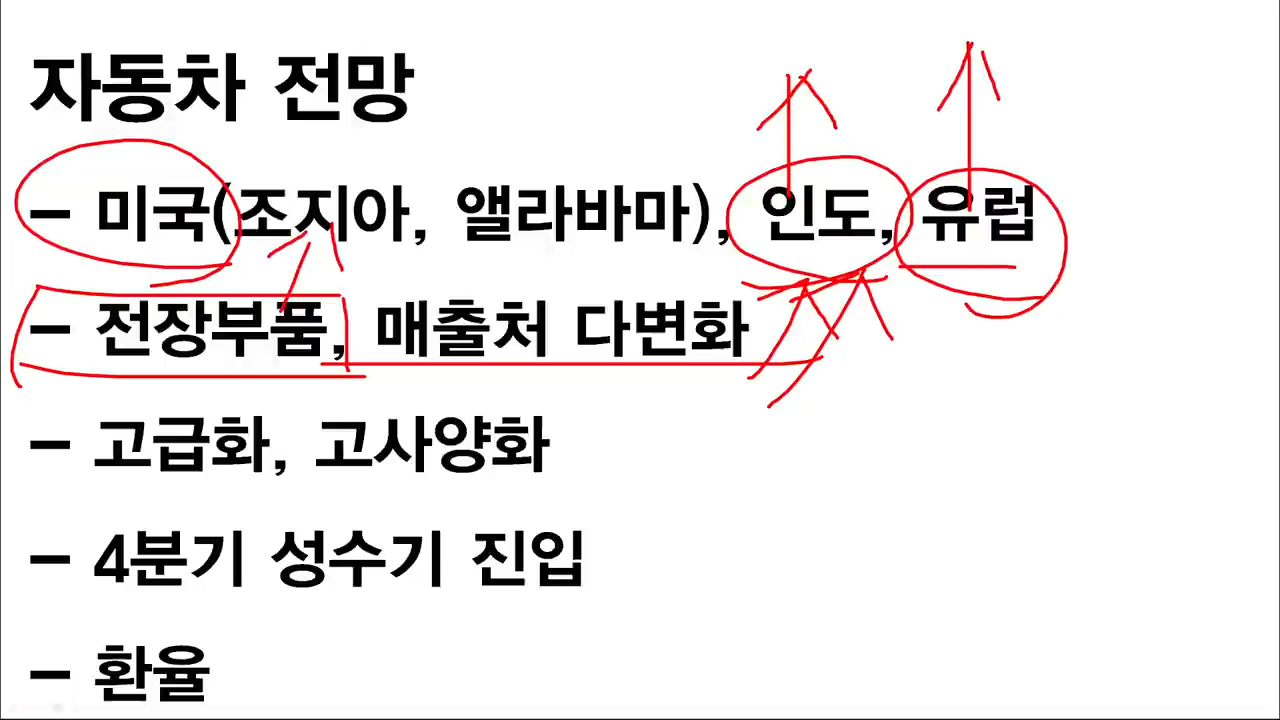 자동차 전망
- 미국(조지아, 앨라바마), 인도, 유럽
- 전장부품, 매출처 다변화
- 고급화, 고사양화
- 4분기 성수기 진입
- 환율